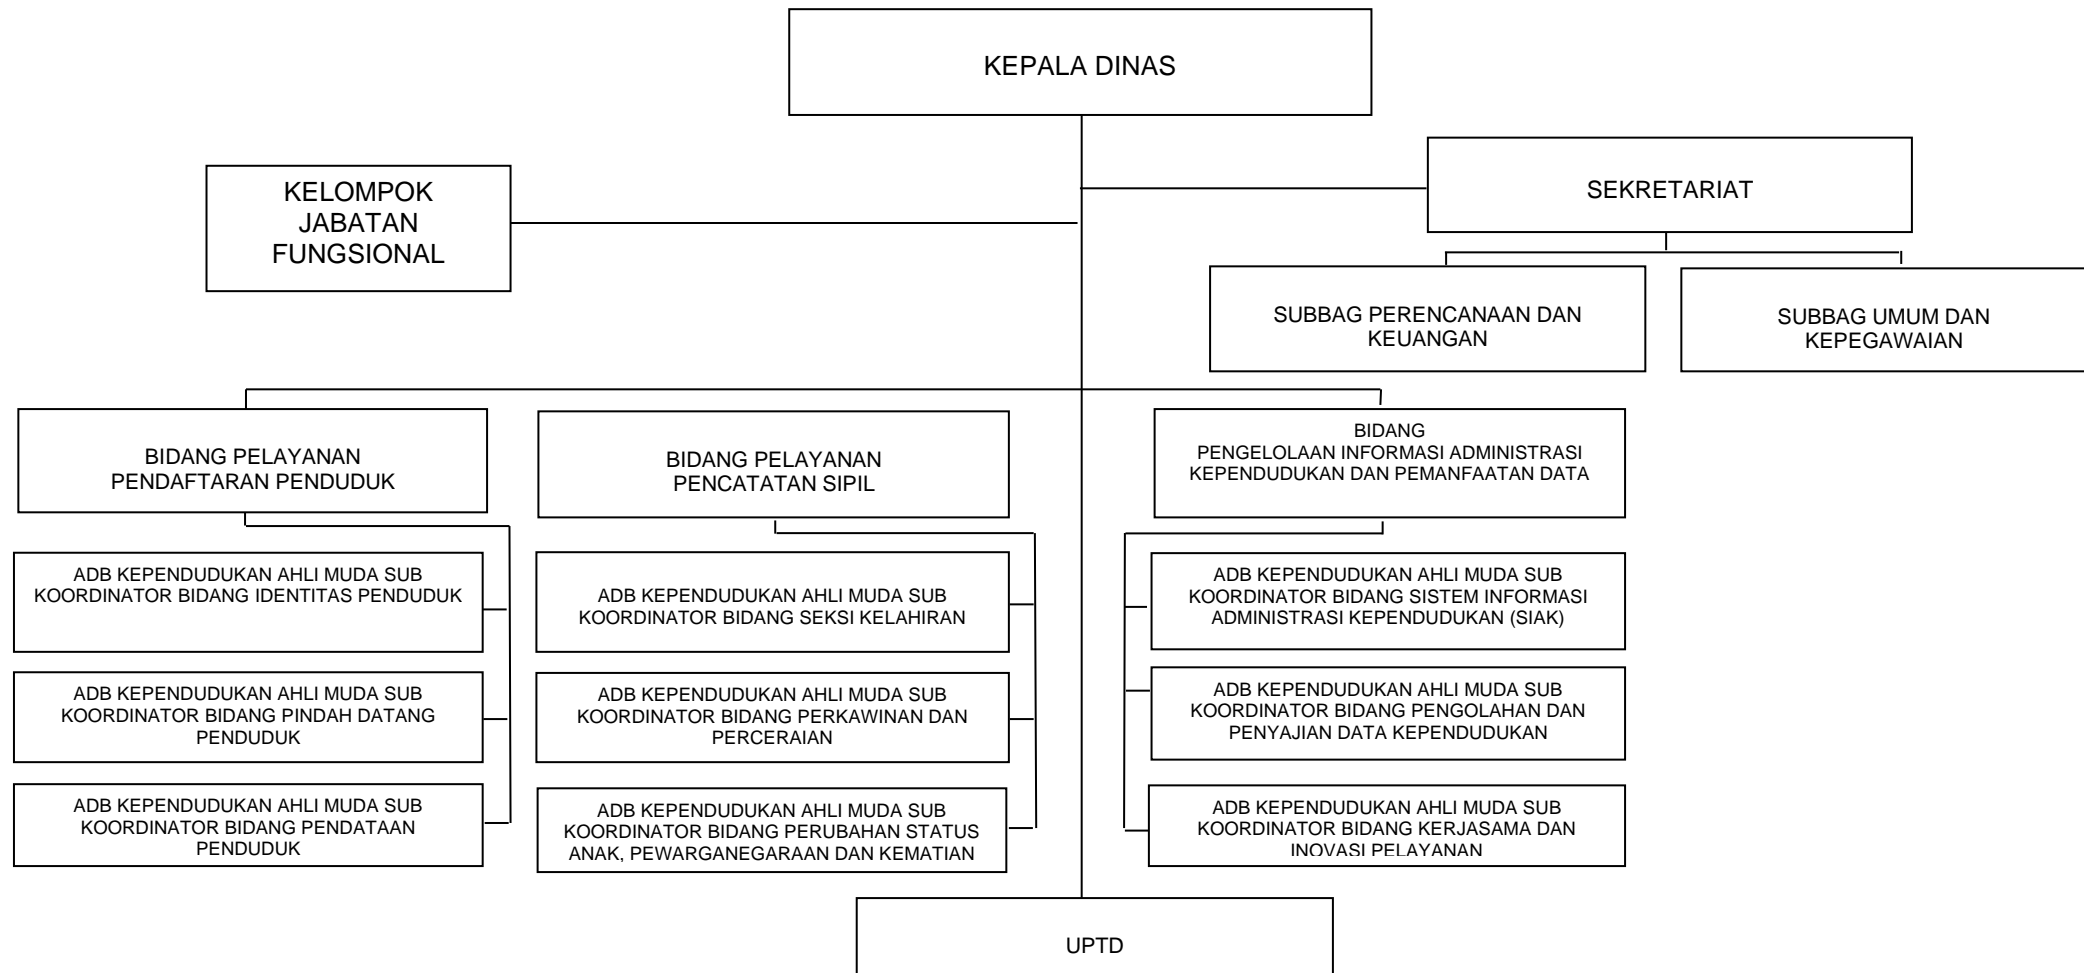 KEPALA DINAS
SEKRETARIAT
KELOMPOK
JABATAN
FUNGSIONAL
SUBBAG PERENCANAAN DAN
KEUANGAN
SUBBAG UMUM DAN
KEPEGAWAIAN
BIDANG PELAYANAN
PENDAFTARAN PENDUDUK
BIDANG PELAYANAN
PENCATATAN SIPIL
BIDANG
PENGELOLAAN INFORMASI ADMINISTRASI
KEPENDUDUKAN DAN PEMANFAATAN DATA
ADB KEPENDUDUKAN AHLI MUDA SUB
KOORDINATOR BIDANG IDENTITAS PENDUDUK
ADB KEPENDUDUKAN AHLI MUDA SUB
KOORDINATOR BIDANG PINDAH DATANG
PENDUDUK
ADB KEPENDUDUKAN AHLI MUDA SUB
KOORDINATOR BIDANG PENDATAAN
PENDUDUK
ADB KEPENDUDUKAN AHLI MUDA SUB
KOORDINATOR BIDANG SEKSI KELAHIRAN
ADB KEPENDUDUKAN AHLI MUDA SUB
KOORDINATOR BIDANG PERKAWINAN DAN
PERCERAIAN
ADB KEPENDUDUKAN AHLI MUDA SUB
KOORDINATOR BIDANG PERUBAHAN STATUS
ANAK, PEWARGANEGARAAN DAN KEMATIAN
ADB KEPENDUDUKAN AHLI MUDA SUB
KOORDINATOR BIDANG SISTEM INFORMASI
ADMINISTRASI KEPENDUDUKAN (SIAK)
ADB KEPENDUDUKAN AHLI MUDA SUB
KOORDINATOR BIDANG PENGOLAHAN DAN
PENYAJIAN DATA KEPENDUDUKAN
ADB KEPENDUDUKAN AHLI MUDA SUB
KOORDINATOR BIDANG KERJASAMA DAN
INOVASI PELAYANAN
UPTD